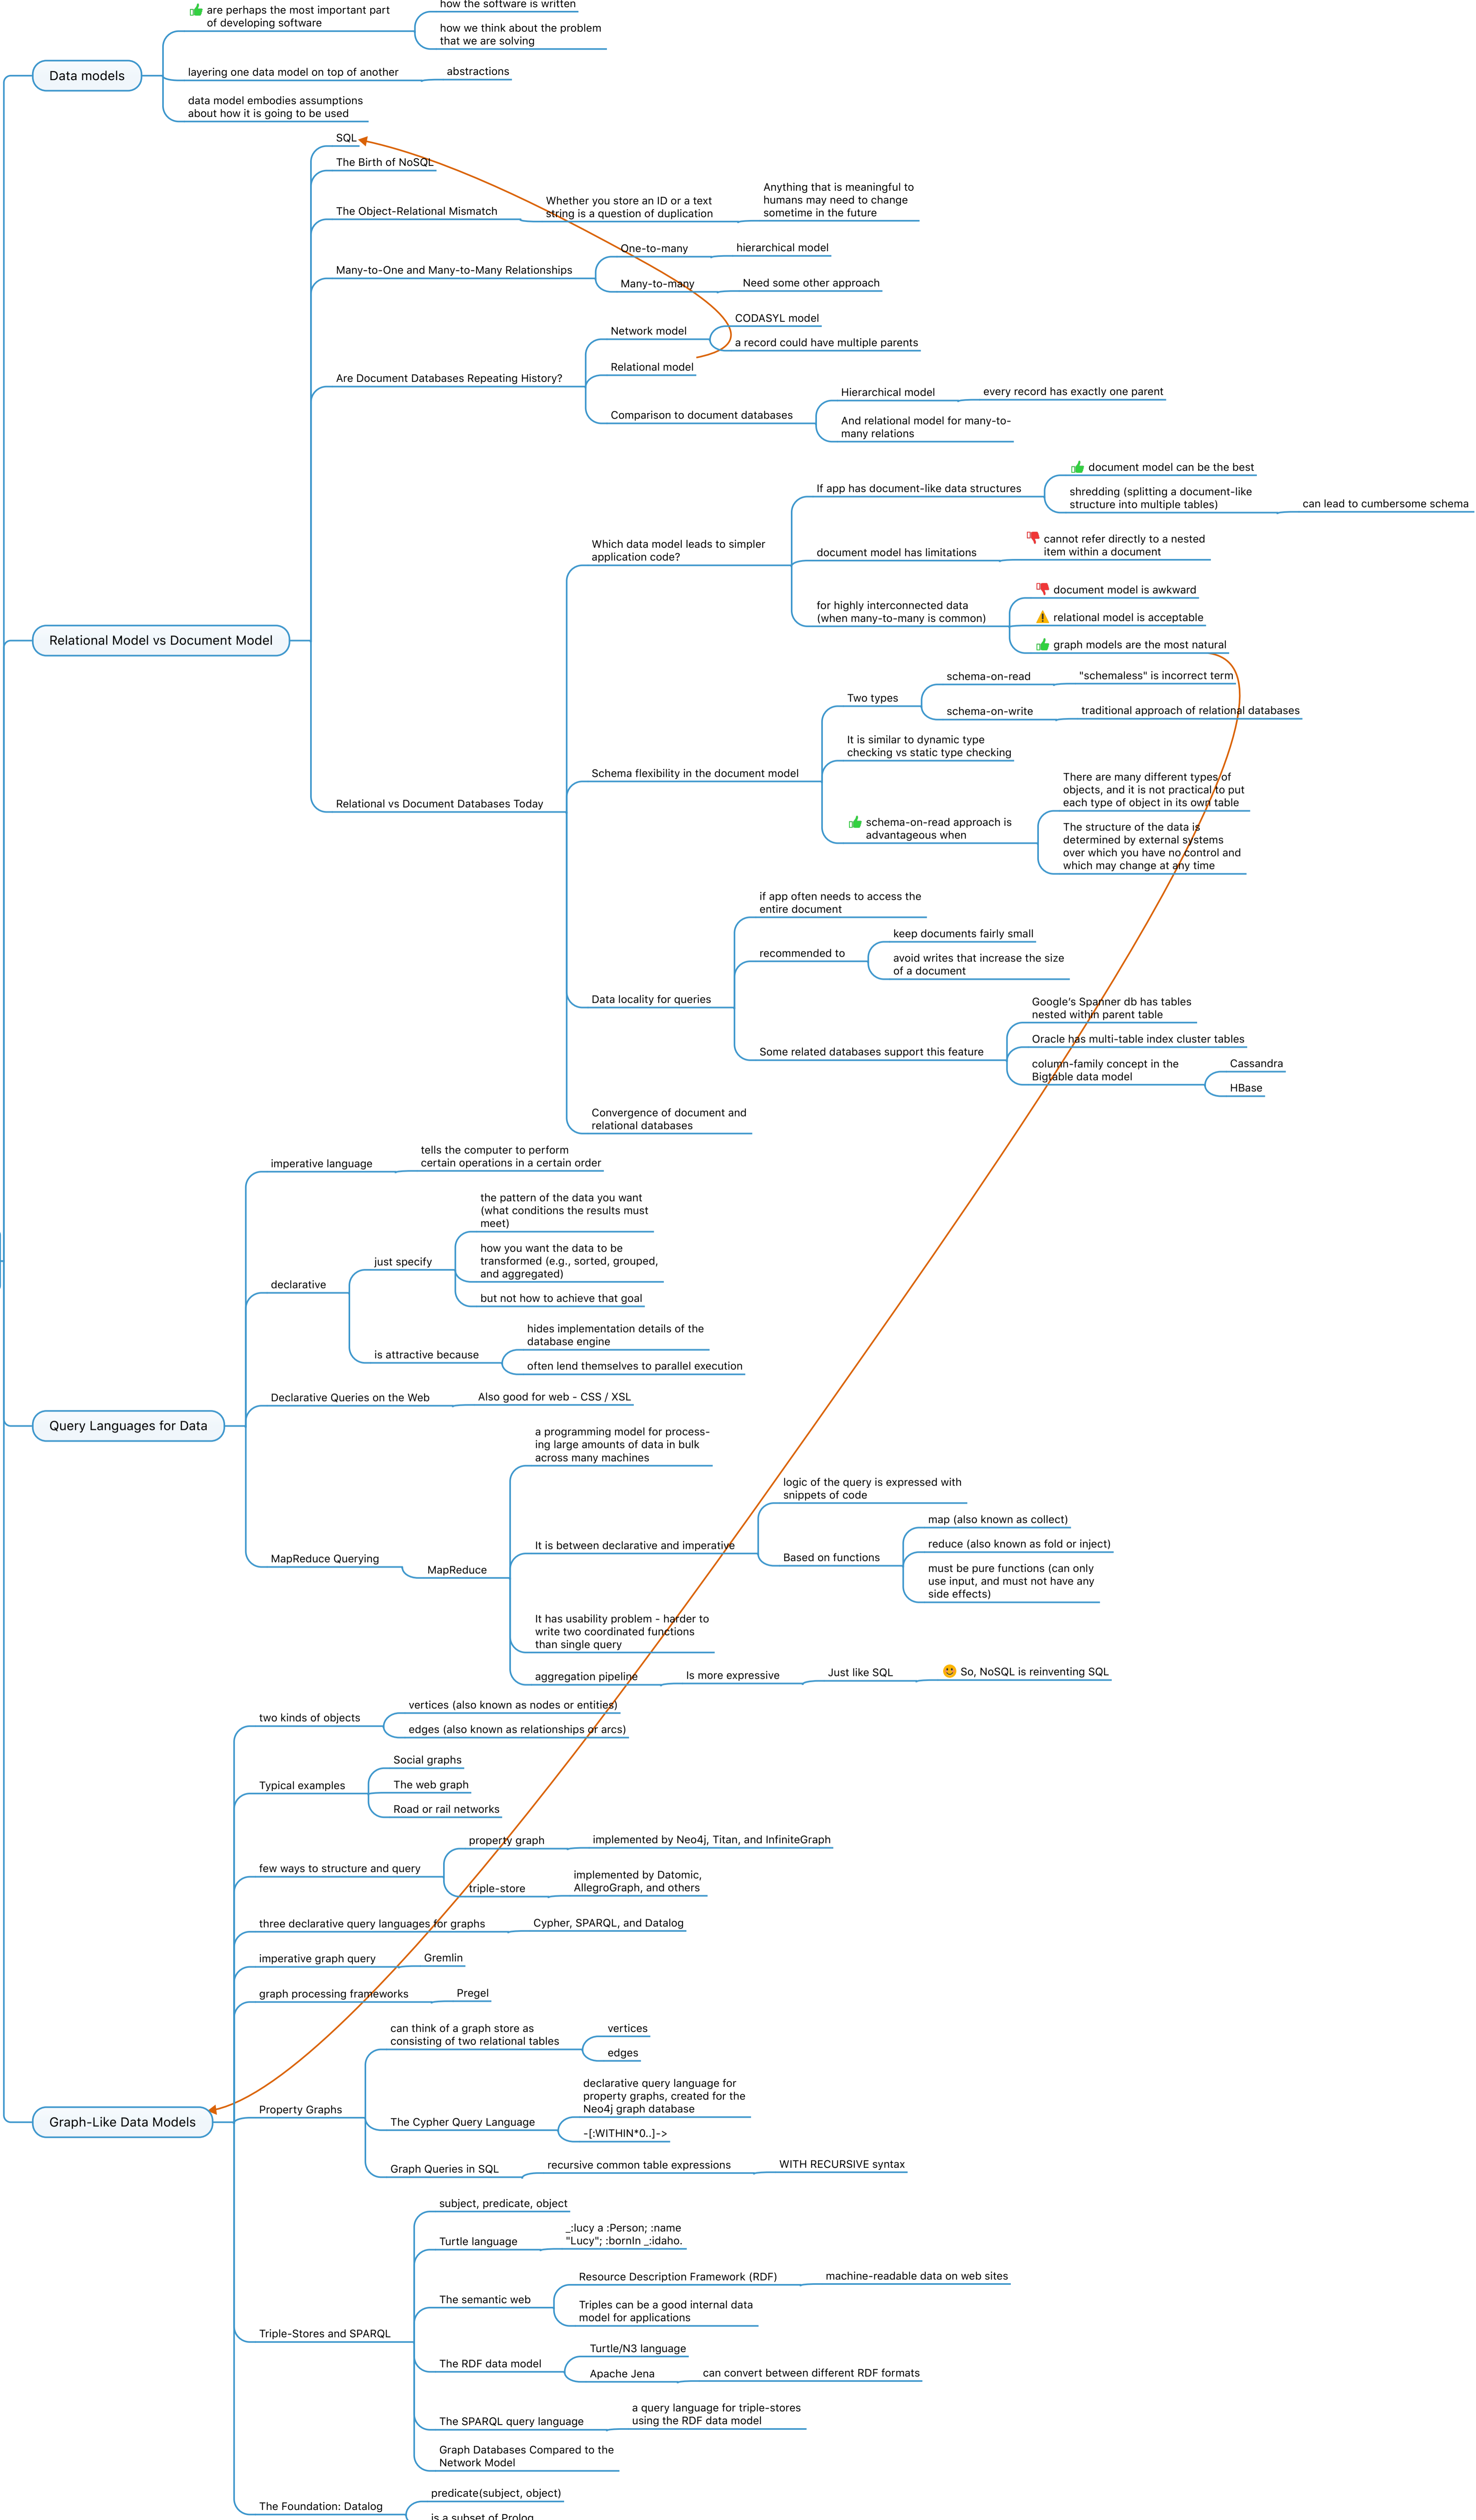 how the software is written
are perhaps the most important part
of developing software
how we think about the problem
that we are solving
Data models
layering one data model on top of another
abstractions
data model embodies assumptions
about how it is going to be used
SQL
The Birth of NoSQL
The Object-Relational Mismatch
Whether you store an ID or a text
string is a question of duplication
Anything that is meaningful to
humans may need to change
sometime in the future
Many-to-One and Many-to-Many Relationships
One-to-many
hierarchical model
Many-to-many
Need some other approach
Are Document Databases Repeating History?
Network model
CODASYL model
a record could have multiple parents
Relational model
Comparison to document databases
Hierarchical model
every record has exactly one parent
And relational model for many-to-
many relations
Relational Model vs Document Model
Relational vs Document Databases Today
Which data model leads to simpler
application code?
If app has document-like data structures
document model can be the best
shredding (splitting a document-like
structure into multiple tables)
can lead to cumbersome schema
document model has limitations
cannot refer directly to a nested
item within a document
for highly interconnected data
(when many-to-many is common)
document model is awkward
relational model is acceptable
graph models are the most natural
Schema flexibility in the document model
Two types
schema-on-read
"schemaless" is incorrect term
schema-on-write
traditional approach of relational databases
It is similar to dynamic type
checking vs static type checking
schema-on-read approach is
advantageous when
There are many different types of
objects, and it is not practical to put
each type of object in its own table
The structure of the data is
determined by external systems
over which you have no control and
which may change at any time
Data locality for queries
if app often needs to access the
entire document
recommended to
keep documents fairly small
avoid writes that increase the size
of a document
Some related databases support this feature
Google's Spanner db has tables
nested within parent table
Oracle has multi-table index cluster tables
column-family concept in the
Bigtable data model
Cassandra
HBase
Convergence of document and
relational databases
Query Languages for Data
imperative language
tells the computer to perform
certain operations in a certain order
declarative
just specify
the pattern of the data you want
(what conditions the results must
meet)
how you want the data to be
transformed (e.g., sorted, grouped,
and aggregated)
but not how to achieve that goal
is attractive because
hides implementation details of the
database engine
often lend themselves to parallel execution
Declarative Queries on the Web
Also good for web - CSS / XSL
MapReduce Querying
MapReduce
a programming model for process-
ing large amounts of data in bulk
across many machines
It is between declarative and imperative
logic of the query is expressed with
snippets of code
Based on functions
map (also known as collect)
reduce (also known as fold or inject)
must be pure functions (can only
use input, and must not have any
side effects)
It has usability problem - harder to
write two coordinated functions
than single query
aggregation pipeline
Is more expressive
Just like SQL
So, NoSQL is reinventing SQL
Graph-Like Data Models
two kinds of objects
vertices (also known as nodes or entities)
edges (also known as relationships or arcs)
Typical examples
Social graphs
The web graph
Road or rail networks
few ways to structure and query
property graph
implemented by Neo4j, Titan, and InfiniteGraph
triple-store
implemented by Datomic,
AllegroGraph, and others
three declarative query languages for graphs
Cypher, SPARQL, and Datalog
imperative graph query
Gremlin
graph processing frameworks
Pregel
Property Graphs
can think of a graph store as
consisting of two relational tables
vertices
edges
The Cypher Query Language
declarative query language for
property graphs, created for the
Neo4j graph database
-[:WITHIN*0..]->
Graph Queries in SQL
recursive common table expressions
WITH RECURSIVE syntax
Triple-Stores and SPARQL
subject, predicate, object
Turtle language
_:lucy a :Person; :name
"Lucy"; :bornIn _:idaho.
The semantic web
Resource Description Framework (RDF)
machine-readable data on web sites
Triples can be a good internal data
model for applications
The RDF data model
Turtle/N3 language
Apache Jena
can convert between different RDF formats
The SPARQL query language
a query language for triple-stores
using the RDF data model
Graph Databases Compared to the
Network Model
The Foundation: Datalog
predicate(subject, object)
is a subset of Prolog